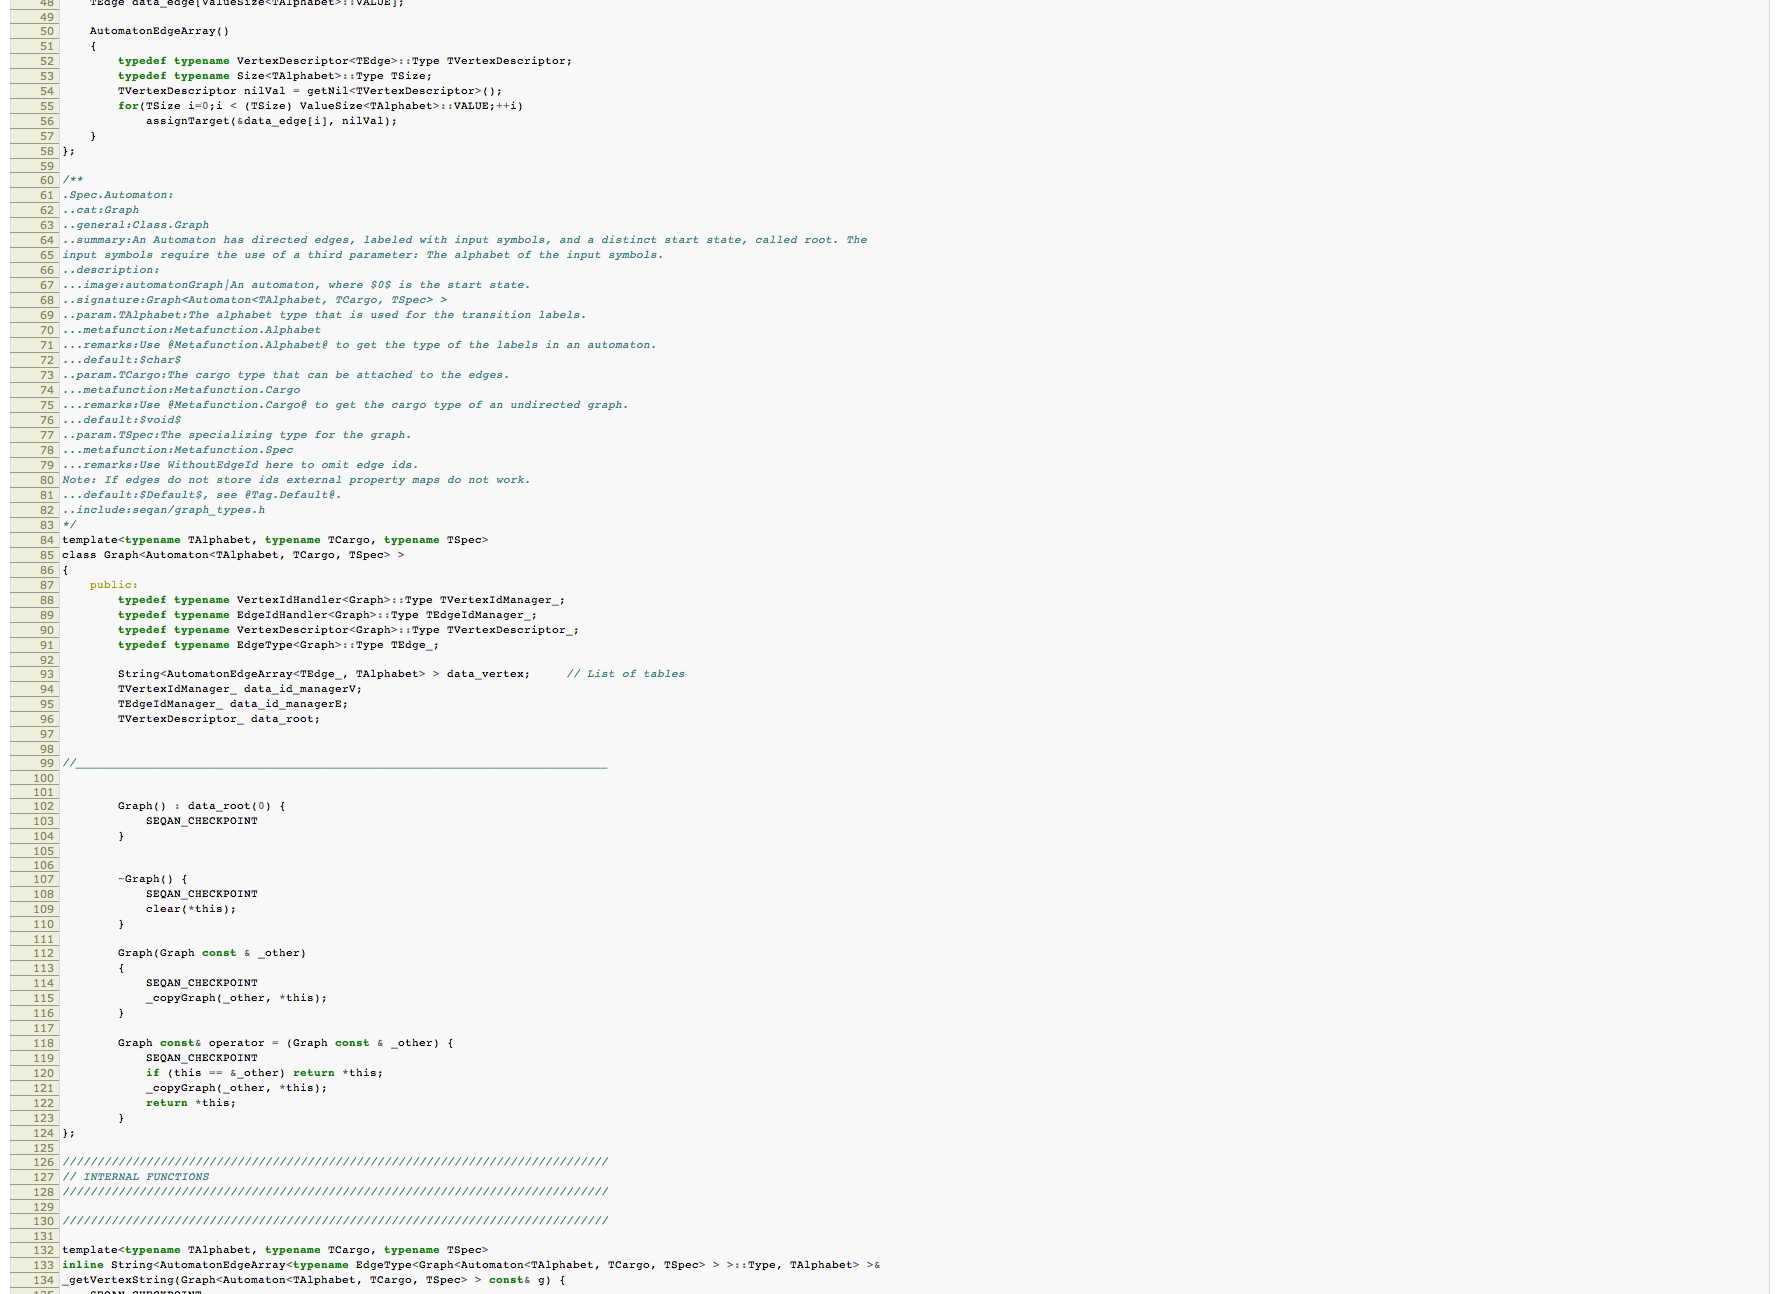 48 TEdge data_edge[ValueSize<TAlphabet>::VALUE];
49
50 AutomatonEdgeArray()
51 {
52 typedef typename VertexDescriptor<TEdge>::Type TVertexDescriptor;
53 typedef typename Size<TAlphabet>::Type TSize;
54 TVertexDescriptor nilVal = getNil<TVertexDescriptor>();
55 for(TSize i=0;i < (TSize) ValueSize<TAlphabet>::VALUE;++i)
56 assignTarget(&data_edge[i], nilVal);
57 }
58 };
59
60 /**
61 .Spec.Automaton:
62 ..cat:Graph
63 ..general:Class.Graph
64 ..summary:An Automaton has directed edges, labeled with input symbols, and a distinct start state, called root. The
65 input symbols require the use of a third parameter: The alphabet of the input symbols.
66 ..description:
67 ...image:automatonGraph|An automaton, where $0$ is the start state.
68 ..signature:Graph<Automaton<TAlphabet, TCargo, TSpec> >
69 ..param.TAlphabet:The alphabet type that is used for the transition labels.
70 ...metafunction:Metafunction.Alphabet
71 ...remarks:Use @Metafunction.Alphabet@ to get the type of the labels in an automaton.
72 ...default:$char$
73 ..param.TCargo:The cargo type that can be attached to the edges.
74 ...metafunction:Metafunction.Cargo
75 ...remarks:Use @Metafunction.Cargo@ to get the cargo type of an undirected graph.
76 ...default:$void$
77 ..param.TSpec:The specializing type for the graph.
78 ...metafunction:Metafunction.Spec
79 ...remarks:Use WithoutEdgeId here to omit edge ids.
80 Note: If edges do not store ids external property maps do not work.
81 ...default:$Default$, see @Tag.Default@.
82 ..include:seqan/graph_types.h
83 */
84 template<typename TAlphabet, typename TCargo, typename TSpec>
85 class Graph<Automaton<TAlphabet, TCargo, TSpec> >
86 {
87 public:
88 typedef typename VertexIdHandler<Graph>::Type TVertexIdManager_;
89 typedef typename EdgeIdHandler<Graph>::Type TEdgeIdManager_;
90 typedef typename VertexDescriptor<Graph>::Type TVertexDescriptor_;
91 typedef typename EdgeType<Graph>::Type TEdge_;
92
93 String<AutomatonEdgeArray<TEdge_, TAlphabet> > data_vertex; // List of tables
94 TVertexIdManager_ data_id_managerV;
95 TEdgeIdManager_ data_id_managerE;
96 TVertexDescriptor_ data_root;
97
98
99 //____________________________________________________________________________
100
101
102 Graph() : data_root(0) {
103 SEQAN_CHECKPOINT
104 }
105
106
107 ~Graph() {
108 SEQAN_CHECKPOINT
109 clear(*this);
110 }
111
112 Graph(Graph const & _other)
113 {
114 SEQAN_CHECKPOINT
115 _copyGraph(_other, *this);
116 }
117
118 Graph const& operator = (Graph const & _other) {
119 SEQAN_CHECKPOINT
120 if (this == &_other) return *this;
121 _copyGraph(_other, *this);
122 return *this;
123 }
124 };
125
126 //////////////////////////////////////////////////////////////////////////////
127 // INTERNAL FUNCTIONS
128 //////////////////////////////////////////////////////////////////////////////
129
130 //////////////////////////////////////////////////////////////////////////////
131
132 template<typename TAlphabet, typename TCargo, typename TSpec>
133 inline String<AutomatonEdgeArray<typename EdgeType<Graph<Automaton<TAlphabet, TCargo, TSpec> > >::Type, TAlphabet> >&
134 _getVertexString(Graph<Automaton<TAlphabet, TCargo, TSpec> > const& g) {
135 SEQAN_CHECKPOINT